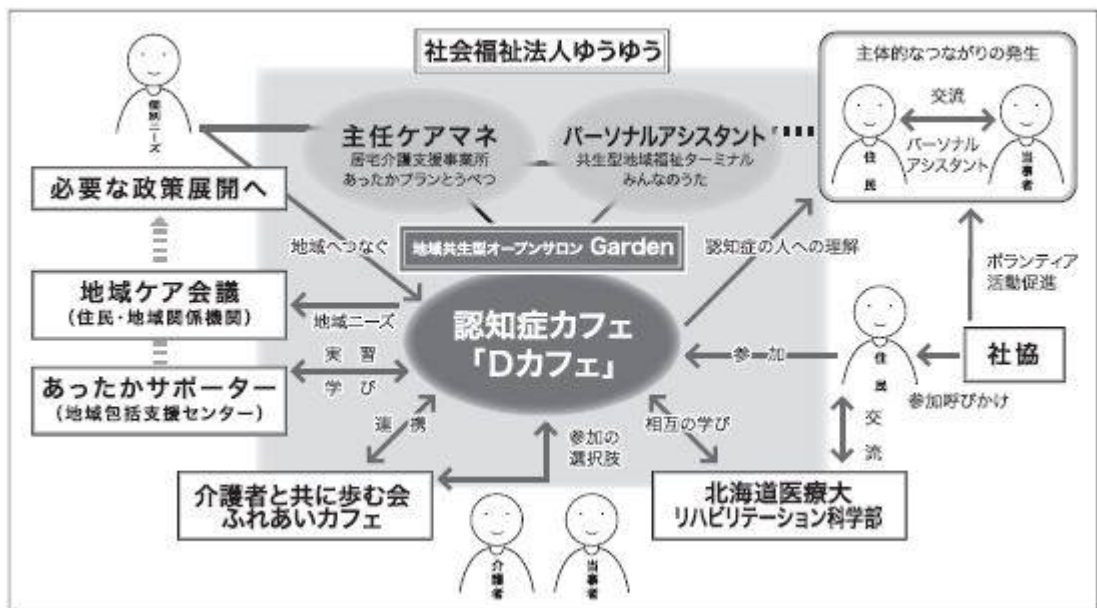 社会福祉法人ゆうゆう
個別ニーズ
主任ケアマネ
居宅介護支援事業所
あったかプランとうべつ
パーソナルアシスタント
共生型地域福祉ターミナル
みんなのうた
主体的なつながりの発生
交流
パーソナル
アシスタント
住民
当事者
必要な政策展開へ
地域へつなぐ
地域共生型オープンサロン Garden
認知症の人への理解
ボランティア
活動促進
地域ケア会議
(住民・地域関係機関)
地域ニーズ
認知症カフェ
「Dカフェ」
参加
住民
社協
参加呼びかけ
実習
学び
あったかサポーター
(地域包括支援センター)
連携
参加の
選択肢
相互の学び
交流
介護者と共に歩む会
ふれあいカフェ
北海道医療大
リハビリテーション科学部
介護者
当事者